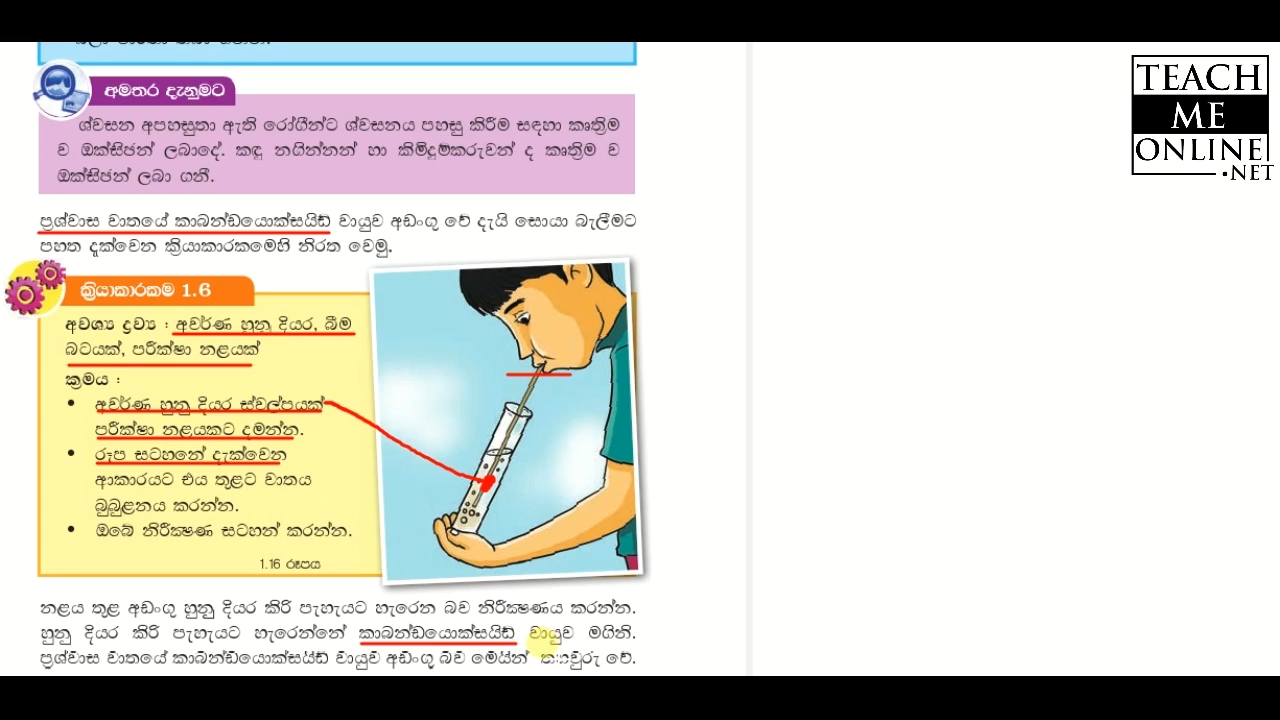 අමතර දැනුමට
ශ්වසන අපහසුතා ඇති රෝගීන්ට ශ්වසනය පහසු කිරීම සඳහා කෘත්‍රිම
ව ඔක්සිජන් ලබාදේ. කඳු නගින්නන් හා කිමිදුම්කරුවන් ද කෘත්‍රිම ව
ඔක්සිජන් ලබා ගනී.
ප්‍රශ්වාස වාතයේ කාබන්ඩයොක්සයිඩ් වායුව අඩංගු වේ දැයි සොයා බැලීමට
පහත දැක්වෙන ක්‍රියාකාරකමෙහි නිරත වෙමු.
ක්‍රියාකාරකම 1.6
අවශ්‍ය ද්‍රව්‍ය : අවර්ණ හුනු දියර, බීම
බටයක්, පරීක්ෂා නළයක්
ක්‍රමය :
• අවර්ණ හුනු දියර ස්වල්පයක්
පරීක්ෂා නළයකට දමන්න.
• රූප සටහනේ දැක්වෙන
ආකාරයට එය තුළට වාතය
බුබුළනය කරන්න.
• ඔබේ නිරීක්ෂණ සටහන් කරන්න.
1.16 රූපය
නළය තුළ අඩංගු හුනු දියර කිරි පැහැයට හැරෙන බව නිරීක්ෂණය කරන්න.
හුනු දියර කිරි පැහැයට හැරෙන්නේ කාබන්ඩයොක්සයිඩ් වායුව මගිනි.
ප්‍රශ්වාස වාතයේ කාබන්ඩයොක්සයිඩ් වායුව අඩංගු බව මෙයින් තහවුරු වේ.
TEACH
ME
ONLINE
.NET